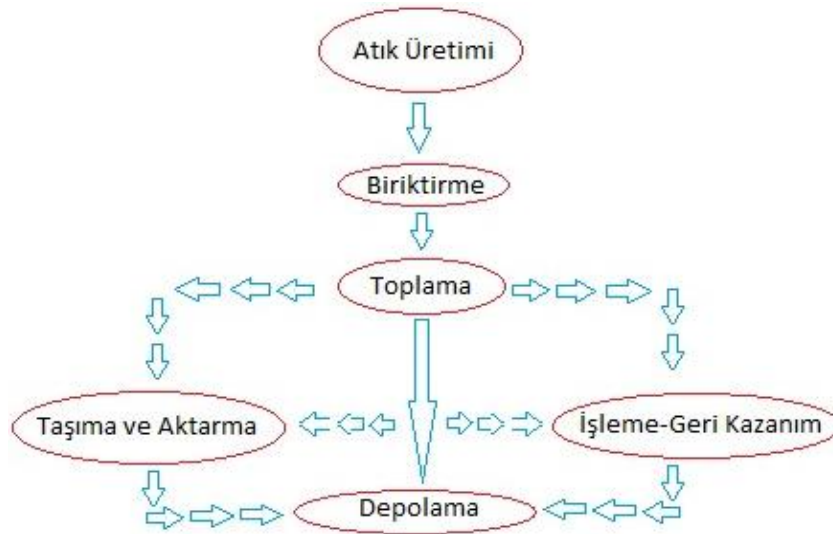 Atık Üretimi
Biriktirme
Toplama
Taşıma ve Aktarma
İşleme-Geri Kazanım
Depolama